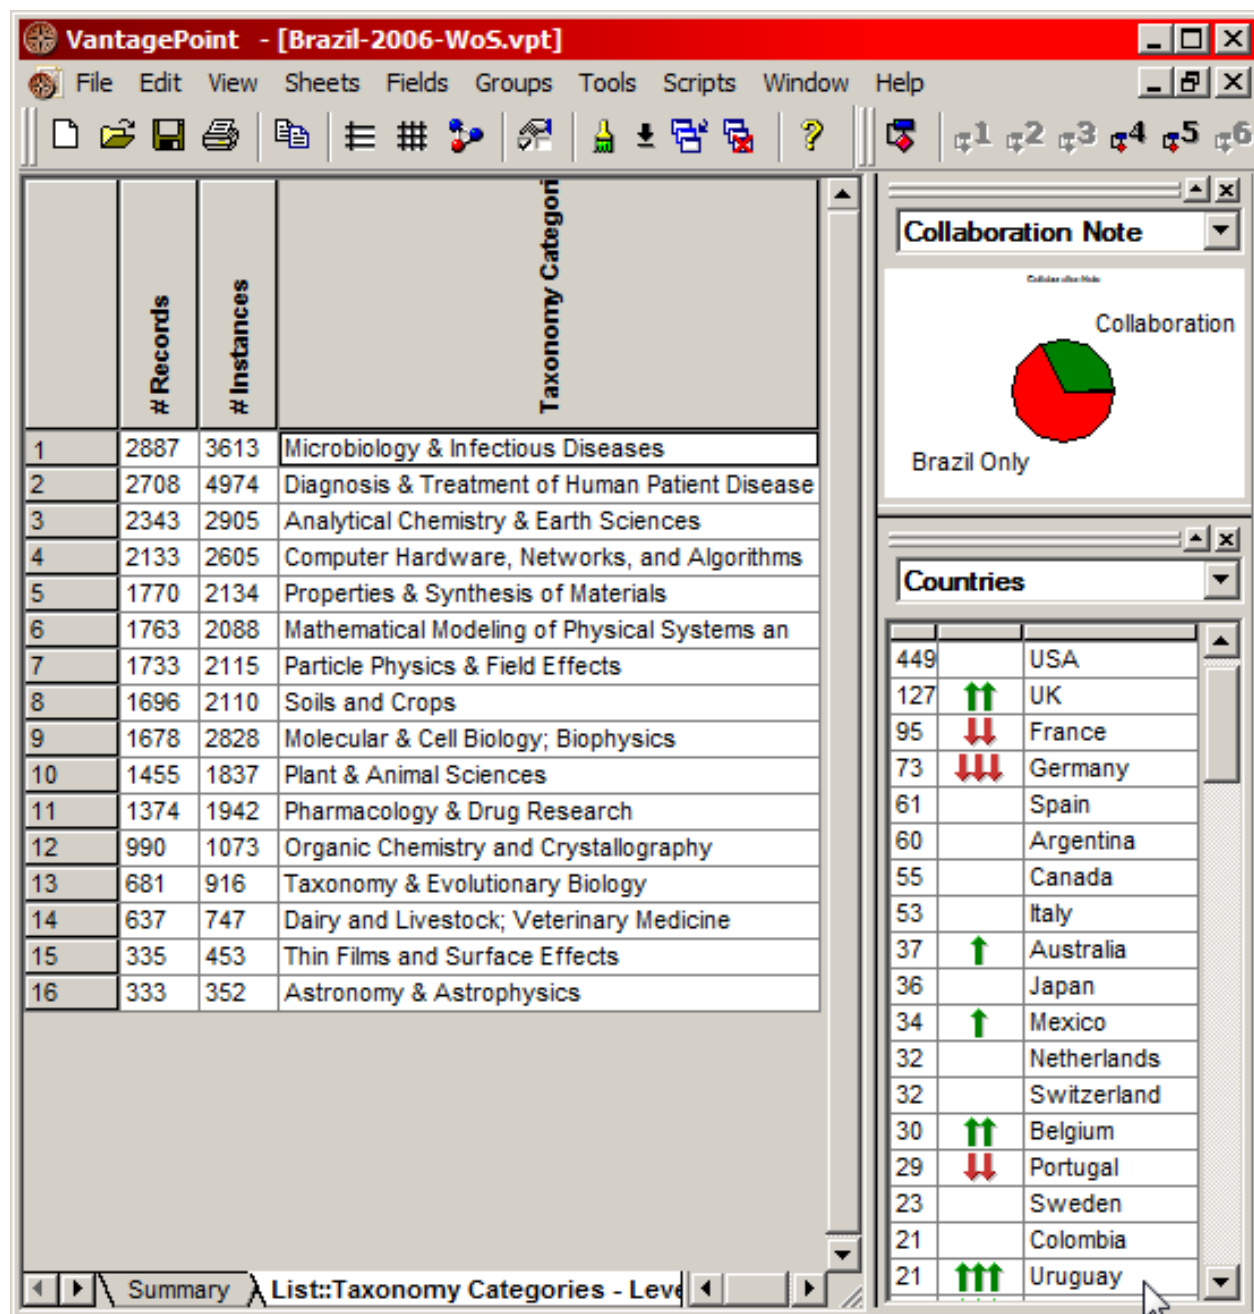 VantagePoint - [Brazil-2006-WoS.vpt]
File Edit View Sheets Fields Groups Tools Scripts Window Help
1 2 3 4 5 6
# Records # Instances Taxonomy Categori
1 2887 3613 Microbiology & Infectious Diseases
2 2708 4974 Diagnosis & Treatment of Human Patient Disease
3 2343 2905 Analytical Chemistry & Earth Sciences
4 2133 2605 Computer Hardware, Networks, and Algorithms
5 1770 2134 Properties & Synthesis of Materials
6 1763 2088 Mathematical Modeling of Physical Systems an
7 1733 2115 Particle Physics & Field Effects
8 1696 2110 Soils and Crops
9 1678 2828 Molecular & Cell Biology; Biophysics
10 1455 1837 Plant & Animal Sciences
11 1374 1942 Pharmacology & Drug Research
12 990 1073 Organic Chemistry and Crystallography
13 681 916 Taxonomy & Evolutionary Biology
14 637 747 Dairy and Livestock; Veterinary Medicine
15 335 453 Thin Films and Surface Effects
16 333 352 Astronomy & Astrophysics
Summary List::Taxonomy Categories - Leve
Collaboration Note
Collaboration Note
Collaboration
Brazil Only
Countries
449 USA
127 UK
95 France
73 Germany
61 Spain
60 Argentina
55 Canada
53 Italy
37 Australia
36 Japan
34 Mexico
32 Netherlands
32 Switzerland
30 Belgium
29 Portugal
23 Sweden
21 Colombia
21 Uruguay